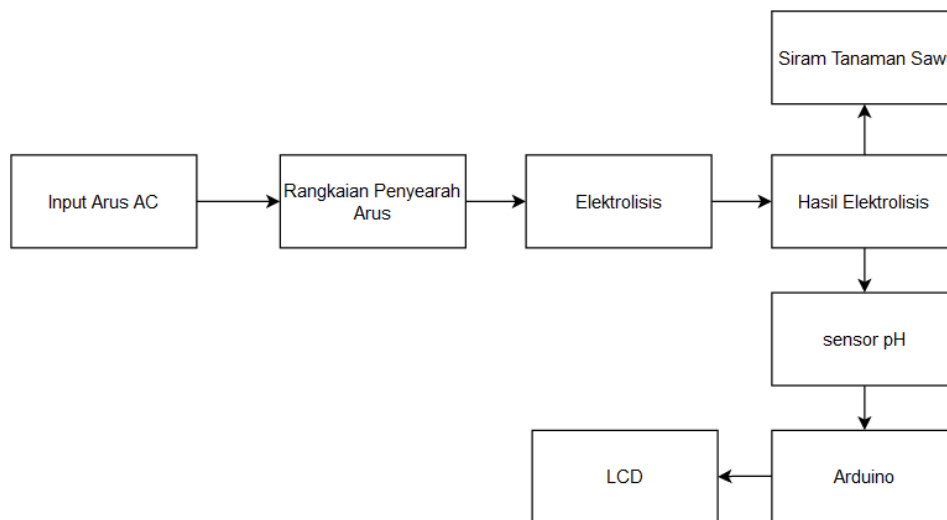 Siram Tanaman Saw
Input Arus AC
Rangkaian Penyearah
Arus
Elektrolisis
Hasil Elektrolisis
sensor pH
LCD
Arduino